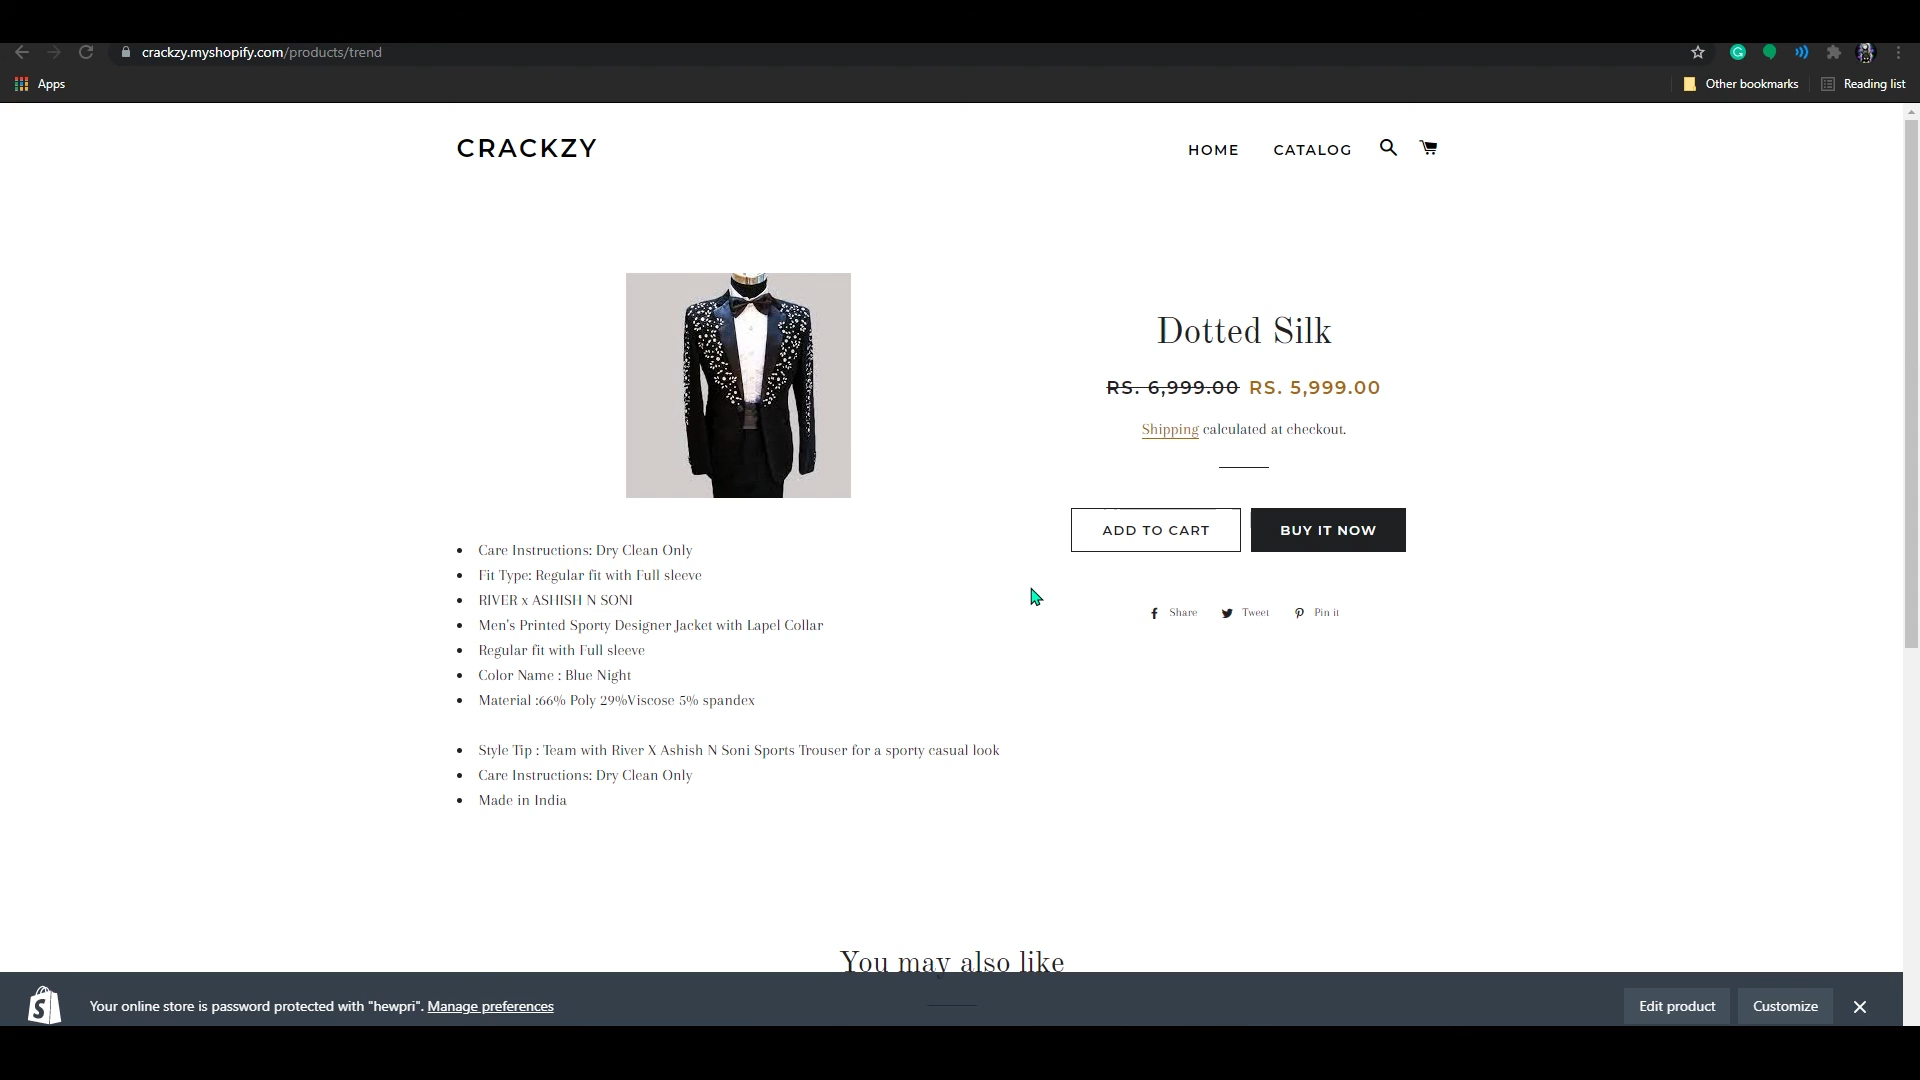 crackzy.myshopify.com/products/trend
Apps
Other bookmarks
Reading list
CRACKZY
HOME
CATALOG
Dotted Silk
RS. 6,999.00 RS. 5,999.00
Shipping calculated at checkout.
ADD TO CART
BUY IT NOW
Share
Tweet
Pin it
Care Instructions: Dry Clean Only
Fit Type: Regular fit with Full sleeve
RIVER x ASHISH N SONI
Men's Printed Sporty Designer Jacket with Lapel Collar
Regular fit with Full sleeve
Color Name : Blue Night
Material :66% Poly 29%Viscose 5% spandex
Style Tip : Team with River X Ashish N Soni Sports Trouser for a sporty casual look
Care Instructions: Dry Clean Only
Made in India
You may also like
Your online store is password protected with "hewpri". Manage preferences
Edit product
Customize